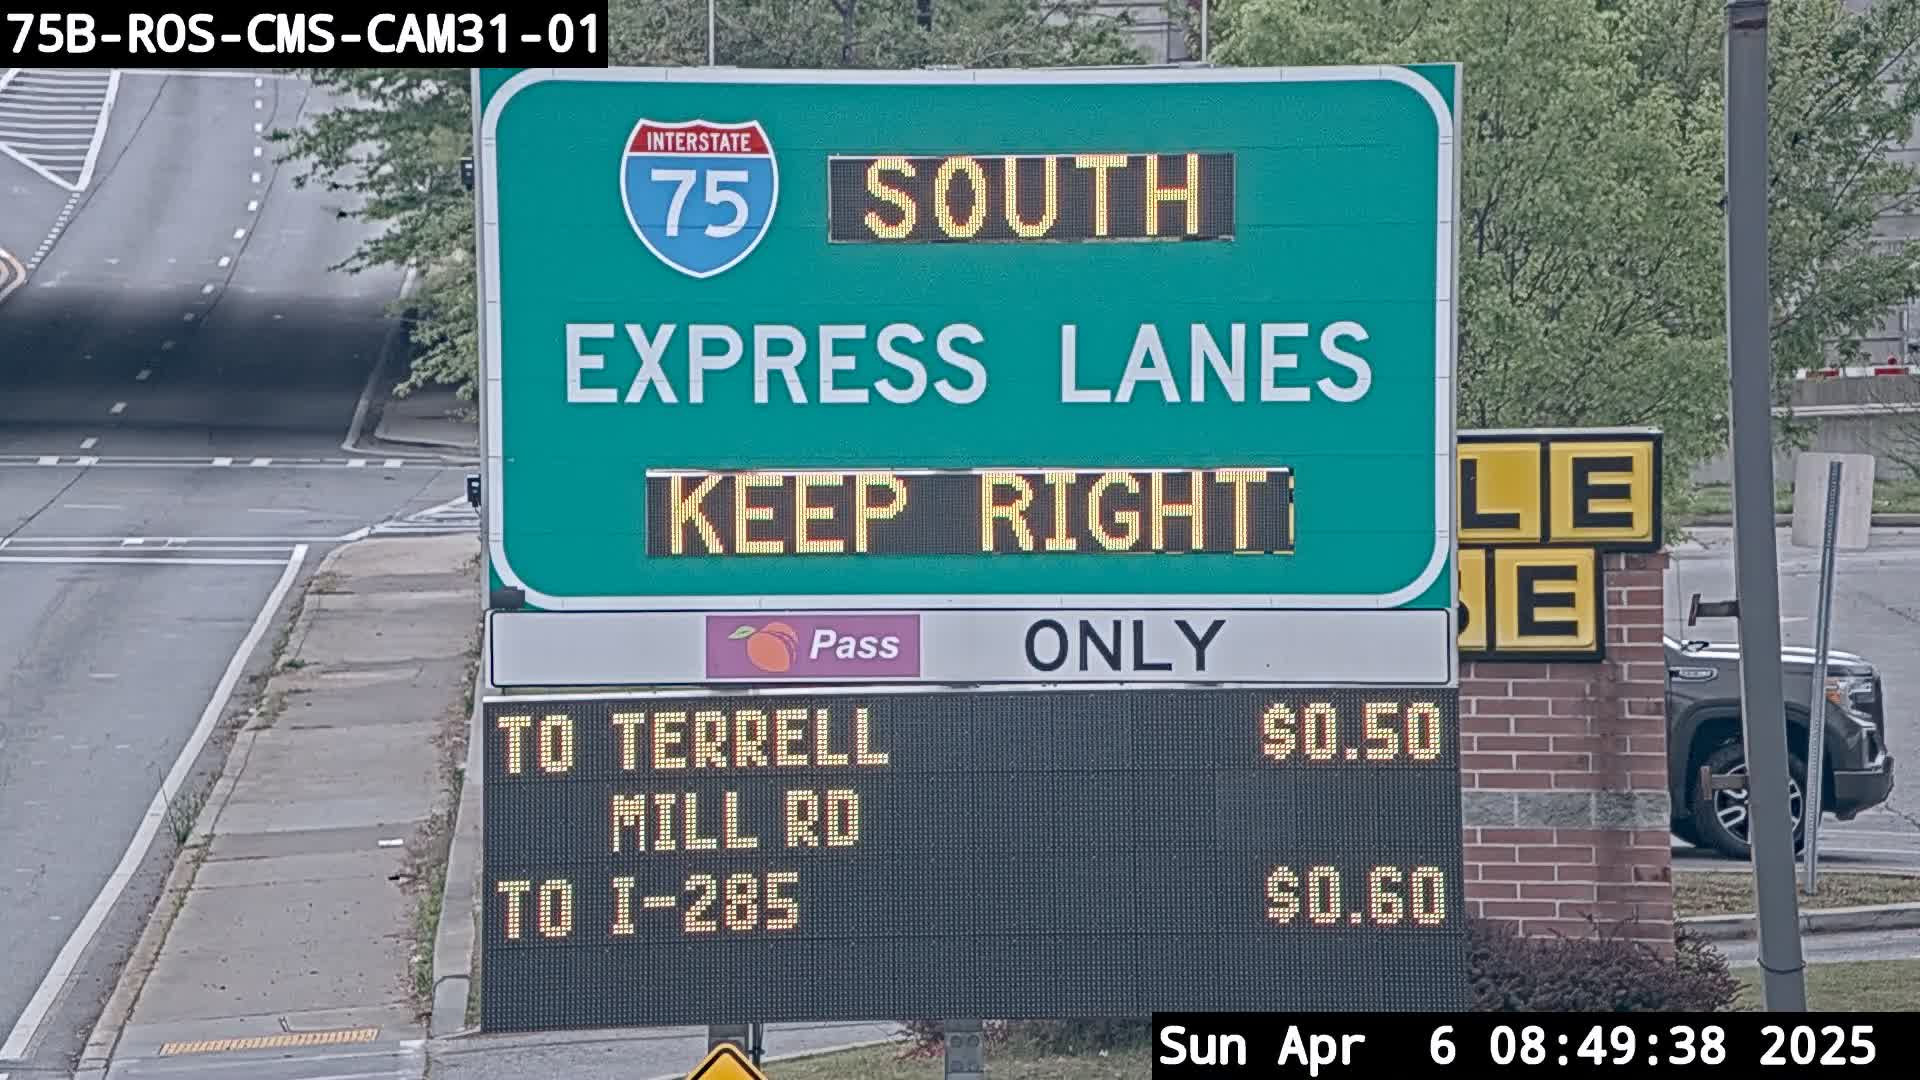 75B-ROS-CMS-CAM31-01
INTERSTATE
75
SOUTH
EXPRESS LANES
KEEP RIGHT
Pass ONLY
TO TERRELL $0.50
MILL RD
TO I-285 $0.60
LE
E
Sun Apr 6 08:49:38 2025